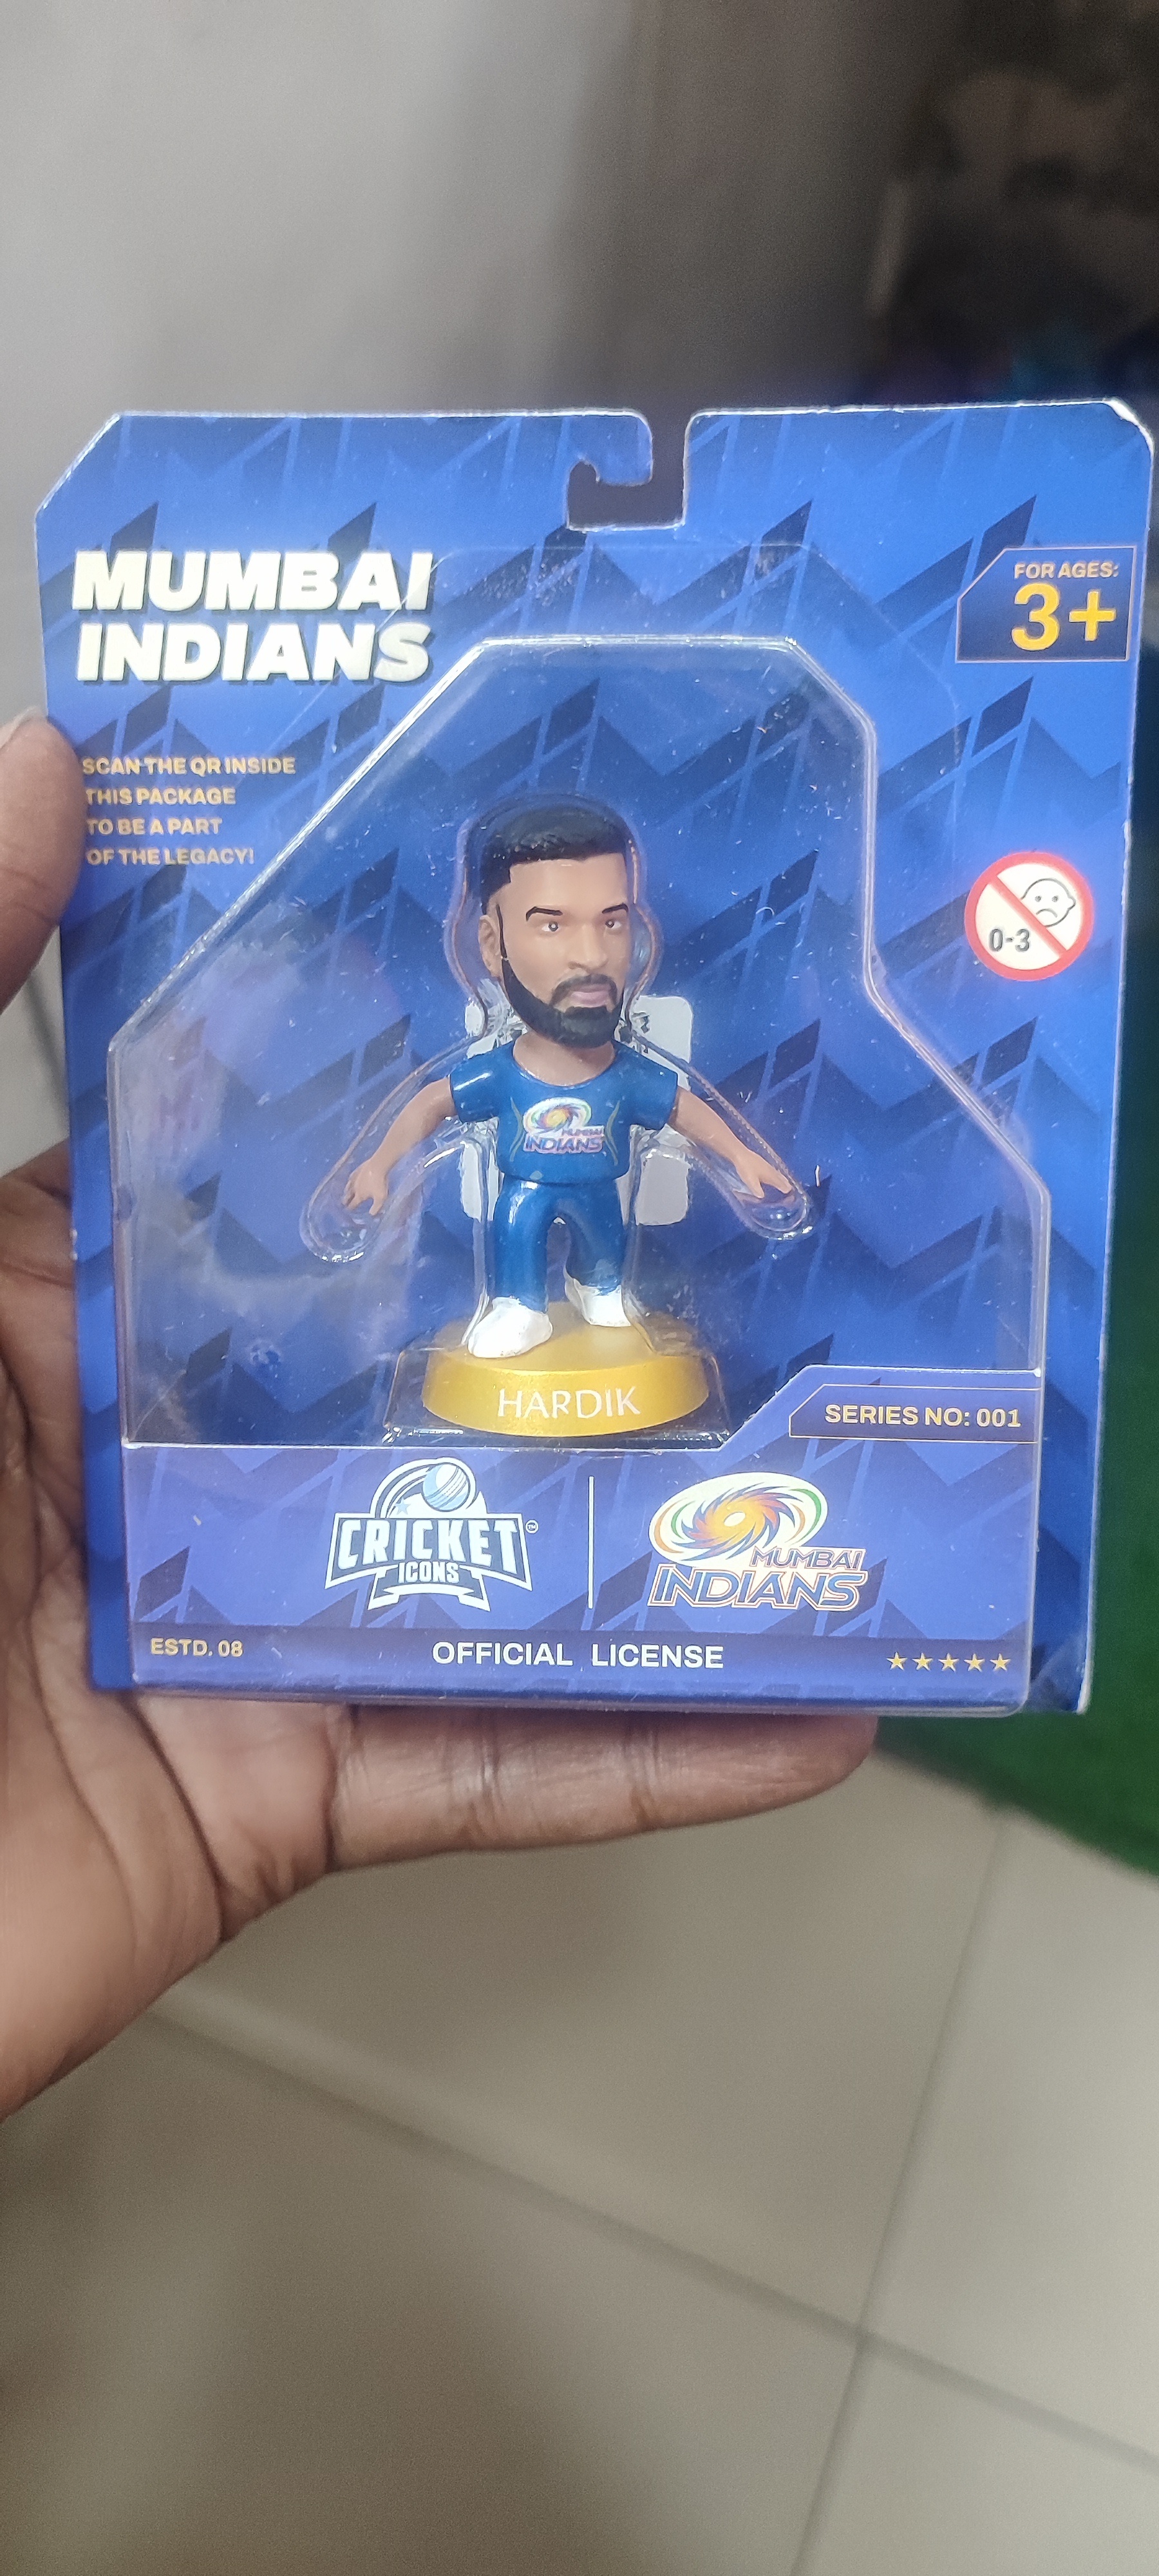 MUMBAI
INDIANS
FOR AGES:
3+
SCAN THE QR INSIDE
THIS PACKAGE
TO BE A PART
OF THE LEGACY!
0-3
MUMBAI
INDIANS
HARDIK
SERIES NO: 001
CRICKET™
ICONS
MUMBAI
INDIANS
ESTD. 08
OFFICIAL LICENSE